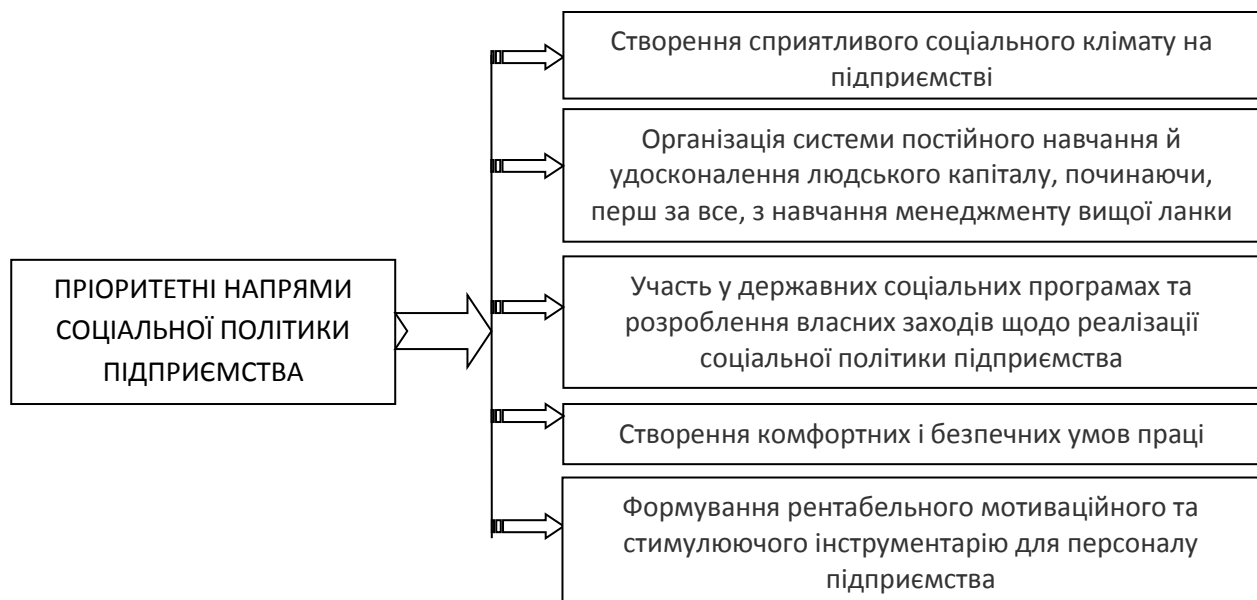 Створення сприятливого соціального клімату на
підприємстві
Організація системи постійного навчання й
удосконалення людського капіталу, починаючи,
перш за все, з навчання менеджменту вищої ланки
ПРІОРИТЕТНІ НАПРЯМИ
СОЦІАЛЬНОЇ ПОЛІТИКИ
ПІДПРИЄМСТВА
Участь у державних соціальних програмах та
розроблення власних заходів щодо реалізації
соціальної політики підприємства
Створення комфортних і безпечних умов праці
Формування рентабельного мотиваційного та
стимулюючого інструментарію для персоналу
підприємства